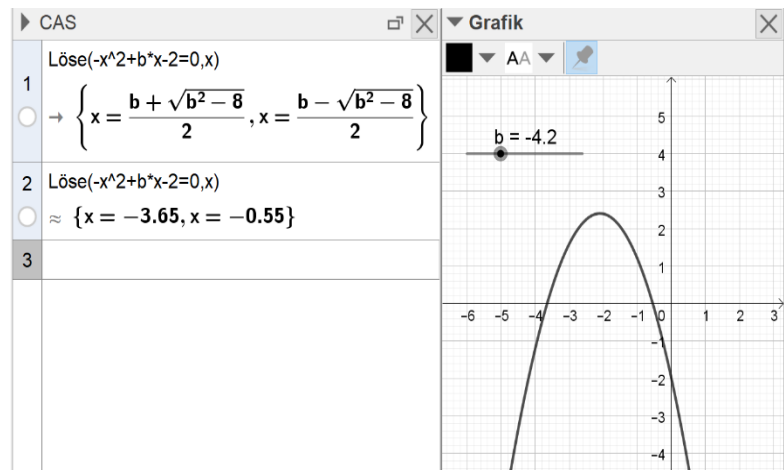 CAS
Löse(-x^2+b*x-2=0,x)
1
→ {x = (b + √(b² − 8))/2 , x = (b − √(b² − 8))/2}
2 Löse(-x^2+b*x-2=0,x)
≈ {x = −3.65, x = −0.55}
3
Grafik
AA
b = -4.2
5
4
3
2
1
-6 -5 -4 -3 -2 -1 0 1 2 3
-1
-2
-3
-4